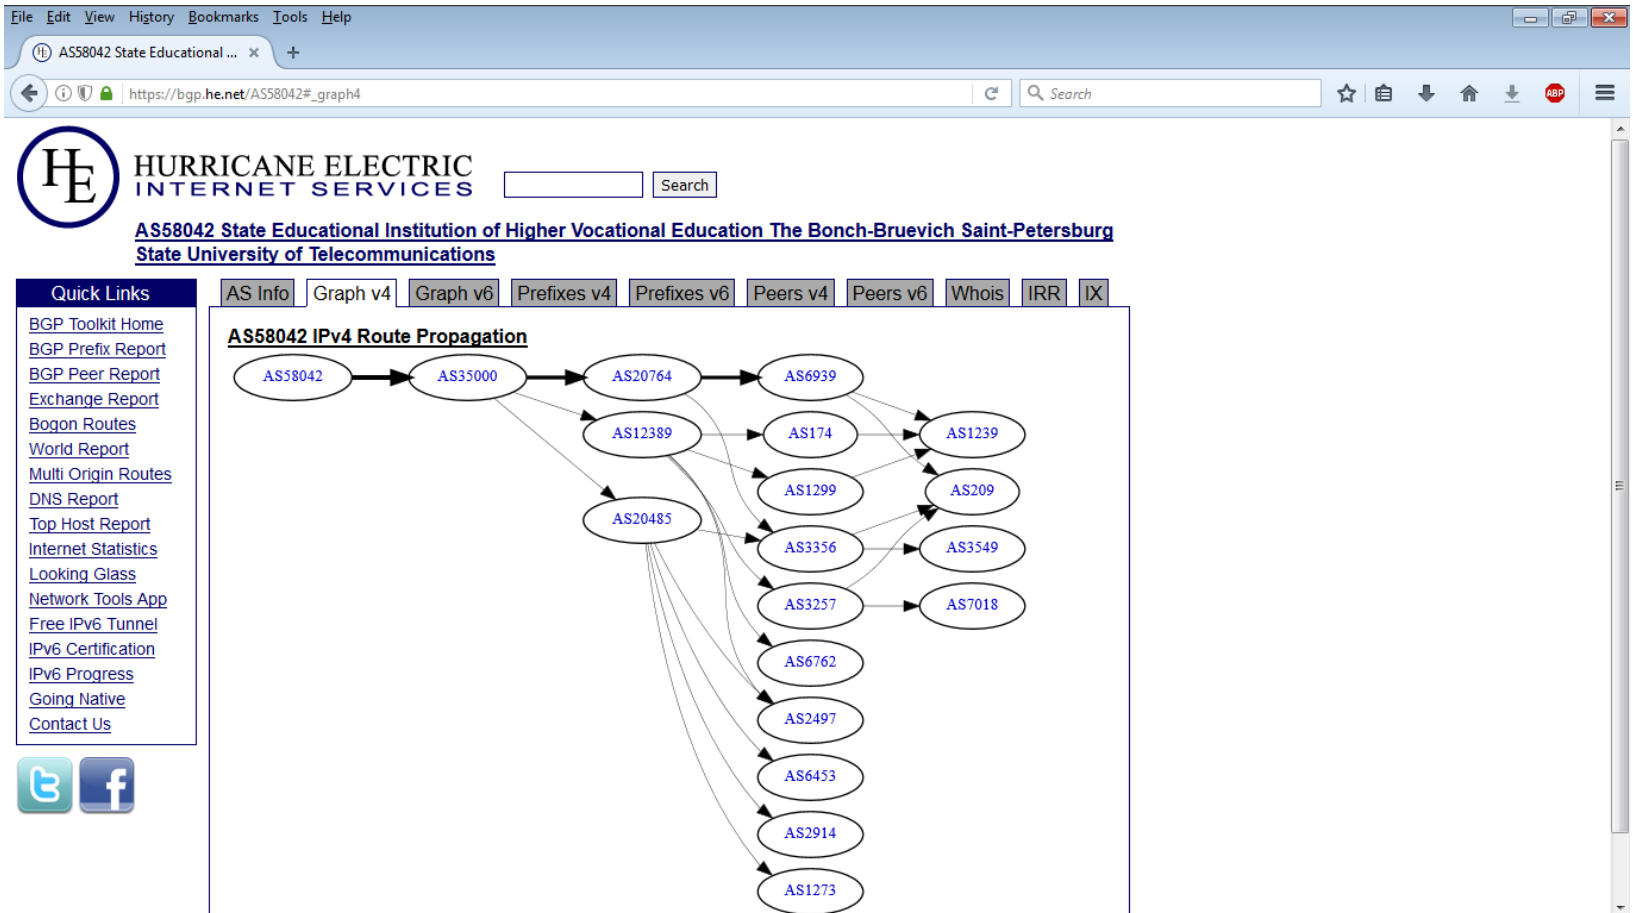 File Edit View History Bookmarks Tools Help
AS58042 State Educational ...
https://bgp.he.net/AS58042#_graph4
Search
ABP
HE
HURRICANE ELECTRIC
INTERNET SERVICES
Search
AS58042 State Educational Institution of Higher Vocational Education The Bonch-Bruevich Saint-Petersburg
State University of Telecommunications
Quick Links
BGP Toolkit Home
BGP Prefix Report
BGP Peer Report
Exchange Report
Bogon Routes
World Report
Multi Origin Routes
DNS Report
Top Host Report
Internet Statistics
Looking Glass
Network Tools App
Free IPv6 Tunnel
IPv6 Certification
IPv6 Progress
Going Native
Contact Us
AS Info Graph v4 Graph v6 Prefixes v4 Prefixes v6 Peers v4 Peers v6 Whois IRR IX
AS58042 IPv4 Route Propagation
AS58042 AS35000 AS20764 AS6939
AS12389 AS174 AS1239
AS1299 AS209
AS20485
AS3356 AS3549
AS3257 AS7018
AS6762
AS2497
AS6453
AS2914
AS1273